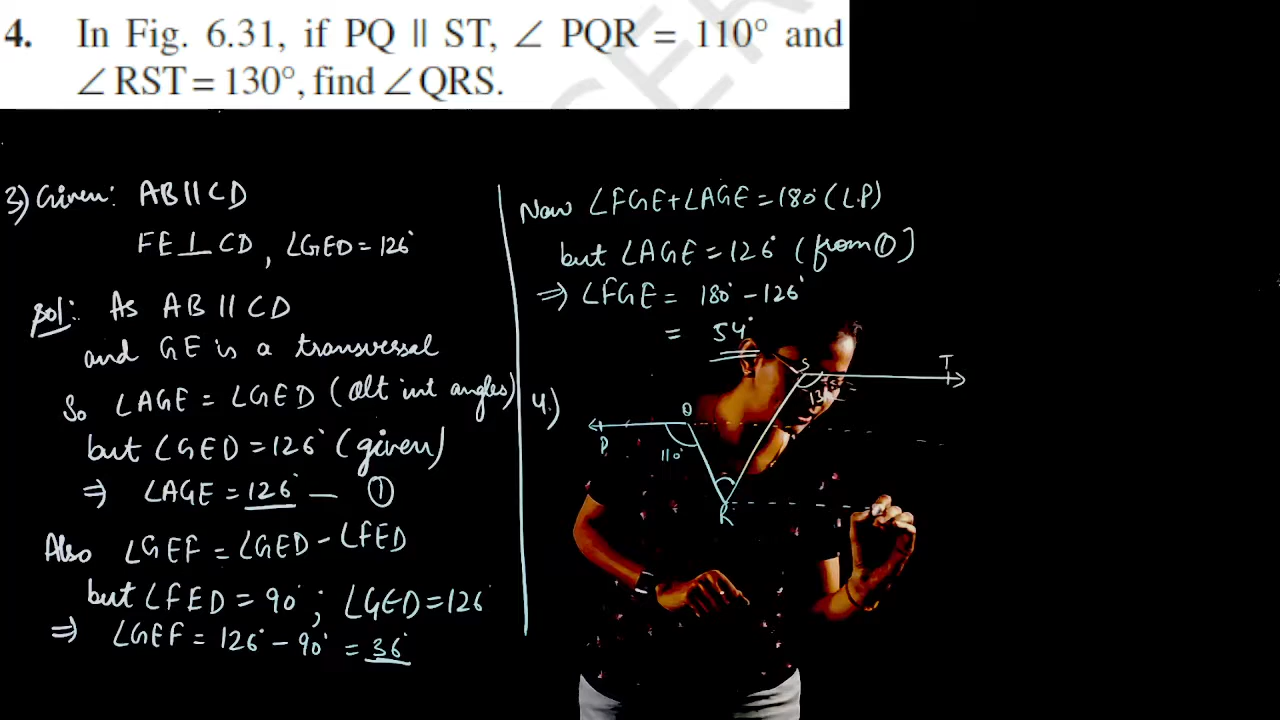 4. In Fig. 6.31, if PQ || ST, ∠ PQR = 110° and
∠ RST = 130°, find ∠ QRS.
3) Given: AB || CD
FE ⊥ CD, ∠GED = 126°
Sol: As AB || CD
and GE is a transversal
So ∠AGE = ∠GED (alt int angles)
but ∠GED = 126° (given)
⇒ ∠AGE = 126° — ①
Also ∠GEF = ∠GED - ∠FED
but ∠FED = 90° ; ∠GED = 126°
⇒ ∠GEF = 126° - 90° = 36°
Now ∠FGE + ∠AGE = 180° (L.P)
but ∠AGE = 126° (from ①)
⇒ ∠FGE = 180° - 126°
= 54°
4.)
S T
130°
Q
P
110°
R